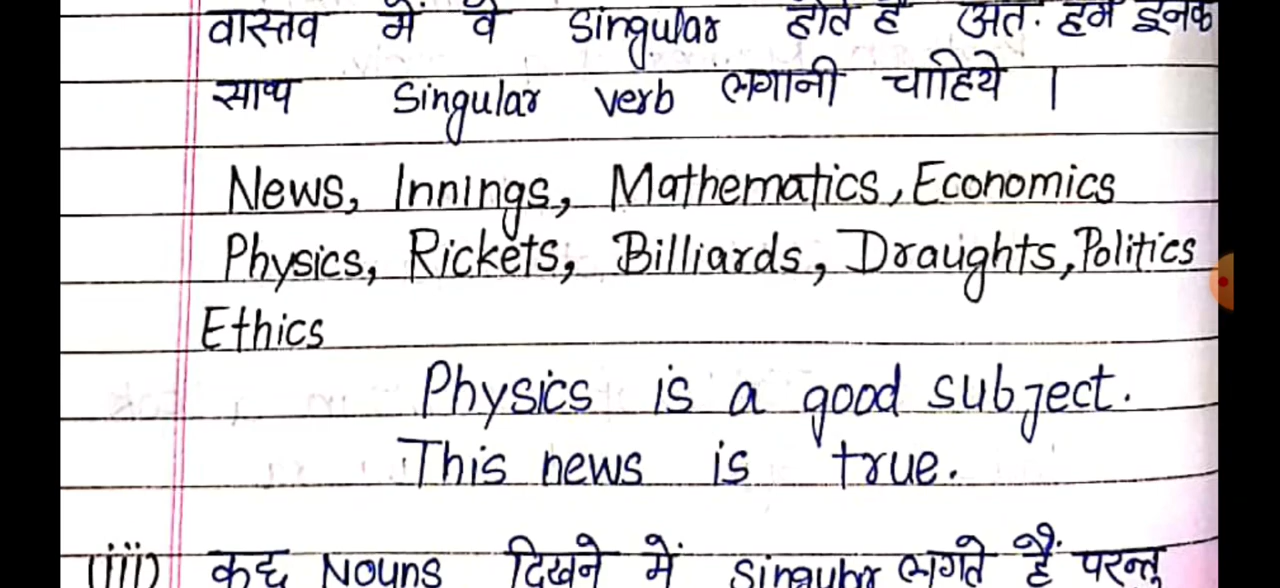 वास्तव में वे singular होते हैं अतः हमें इनके
साथ singular verb लगानी चाहिये ।
News, Innings, Mathematics, Economics
Physics, Rickets, Billiards, Draughts, Politics
Ethics
Physics is a good subject.
This news is true.
(iii) कुछ Nouns दिखने में singular लगते हैं परन्तु